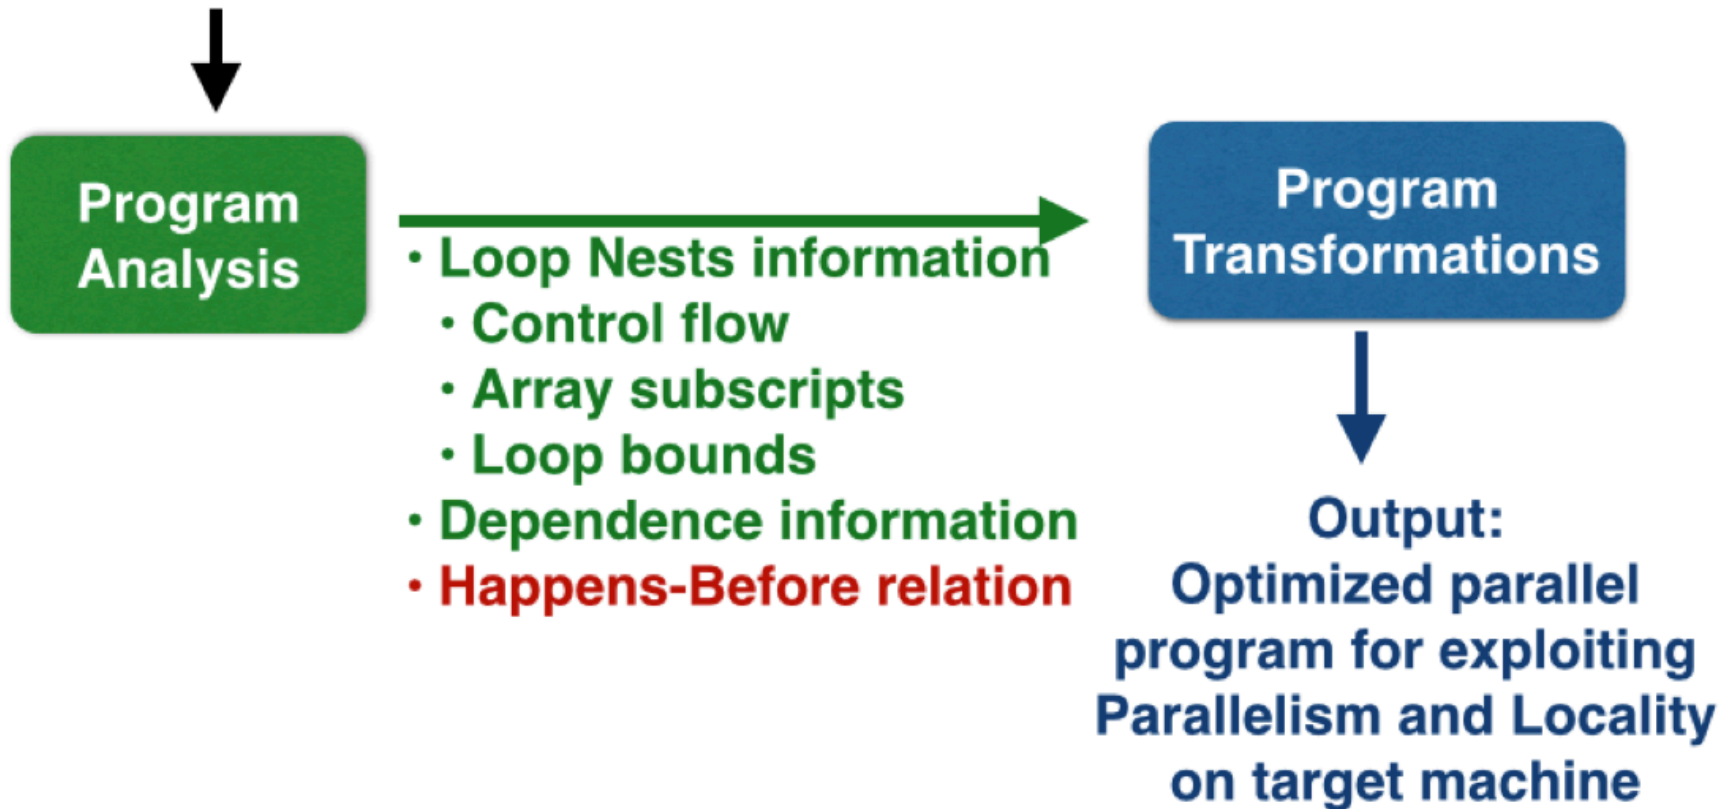 Program
Analysis
• Loop Nests information
• Control flow
• Array subscripts
• Loop bounds
• Dependence information
• Happens-Before relation
Program
Transformations
Output:
Optimized parallel
program for exploiting
Parallelism and Locality
on target machine